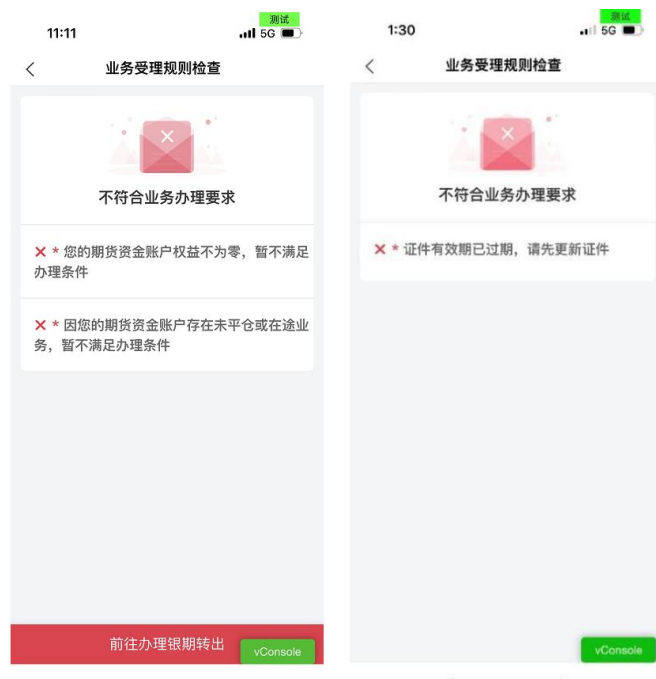 测试
11:11
5G
业务受理规则检查
不符合业务办理要求
* 您的期货资金账户权益不为零，暂不满足
办理条件
* 因您的期货资金账户存在未平仓或在途业
务，暂不满足办理条件
前往办理银期转出
vConsole
测试
1:30
5G
业务受理规则检查
不符合业务办理要求
* 证件有效期已过期，请先更新证件
vConsole